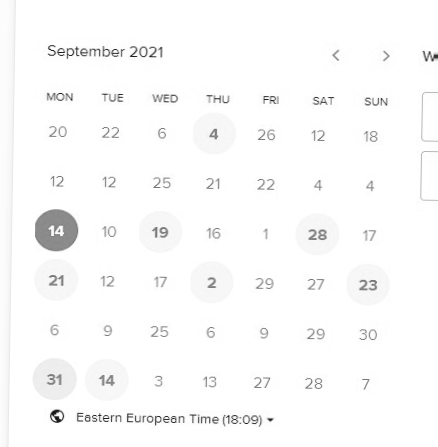 September 2021 < >
MON TUE WED THU FRI SAT SUN
20 22 6 4 26 12 18
12 12 25 21 22 4 4
14 10 19 16 1 28 17
21 12 17 2 29 27 23
6 9 25 6 9 29 30
31 14 3 13 27 28 7
Eastern European Time (18:09)